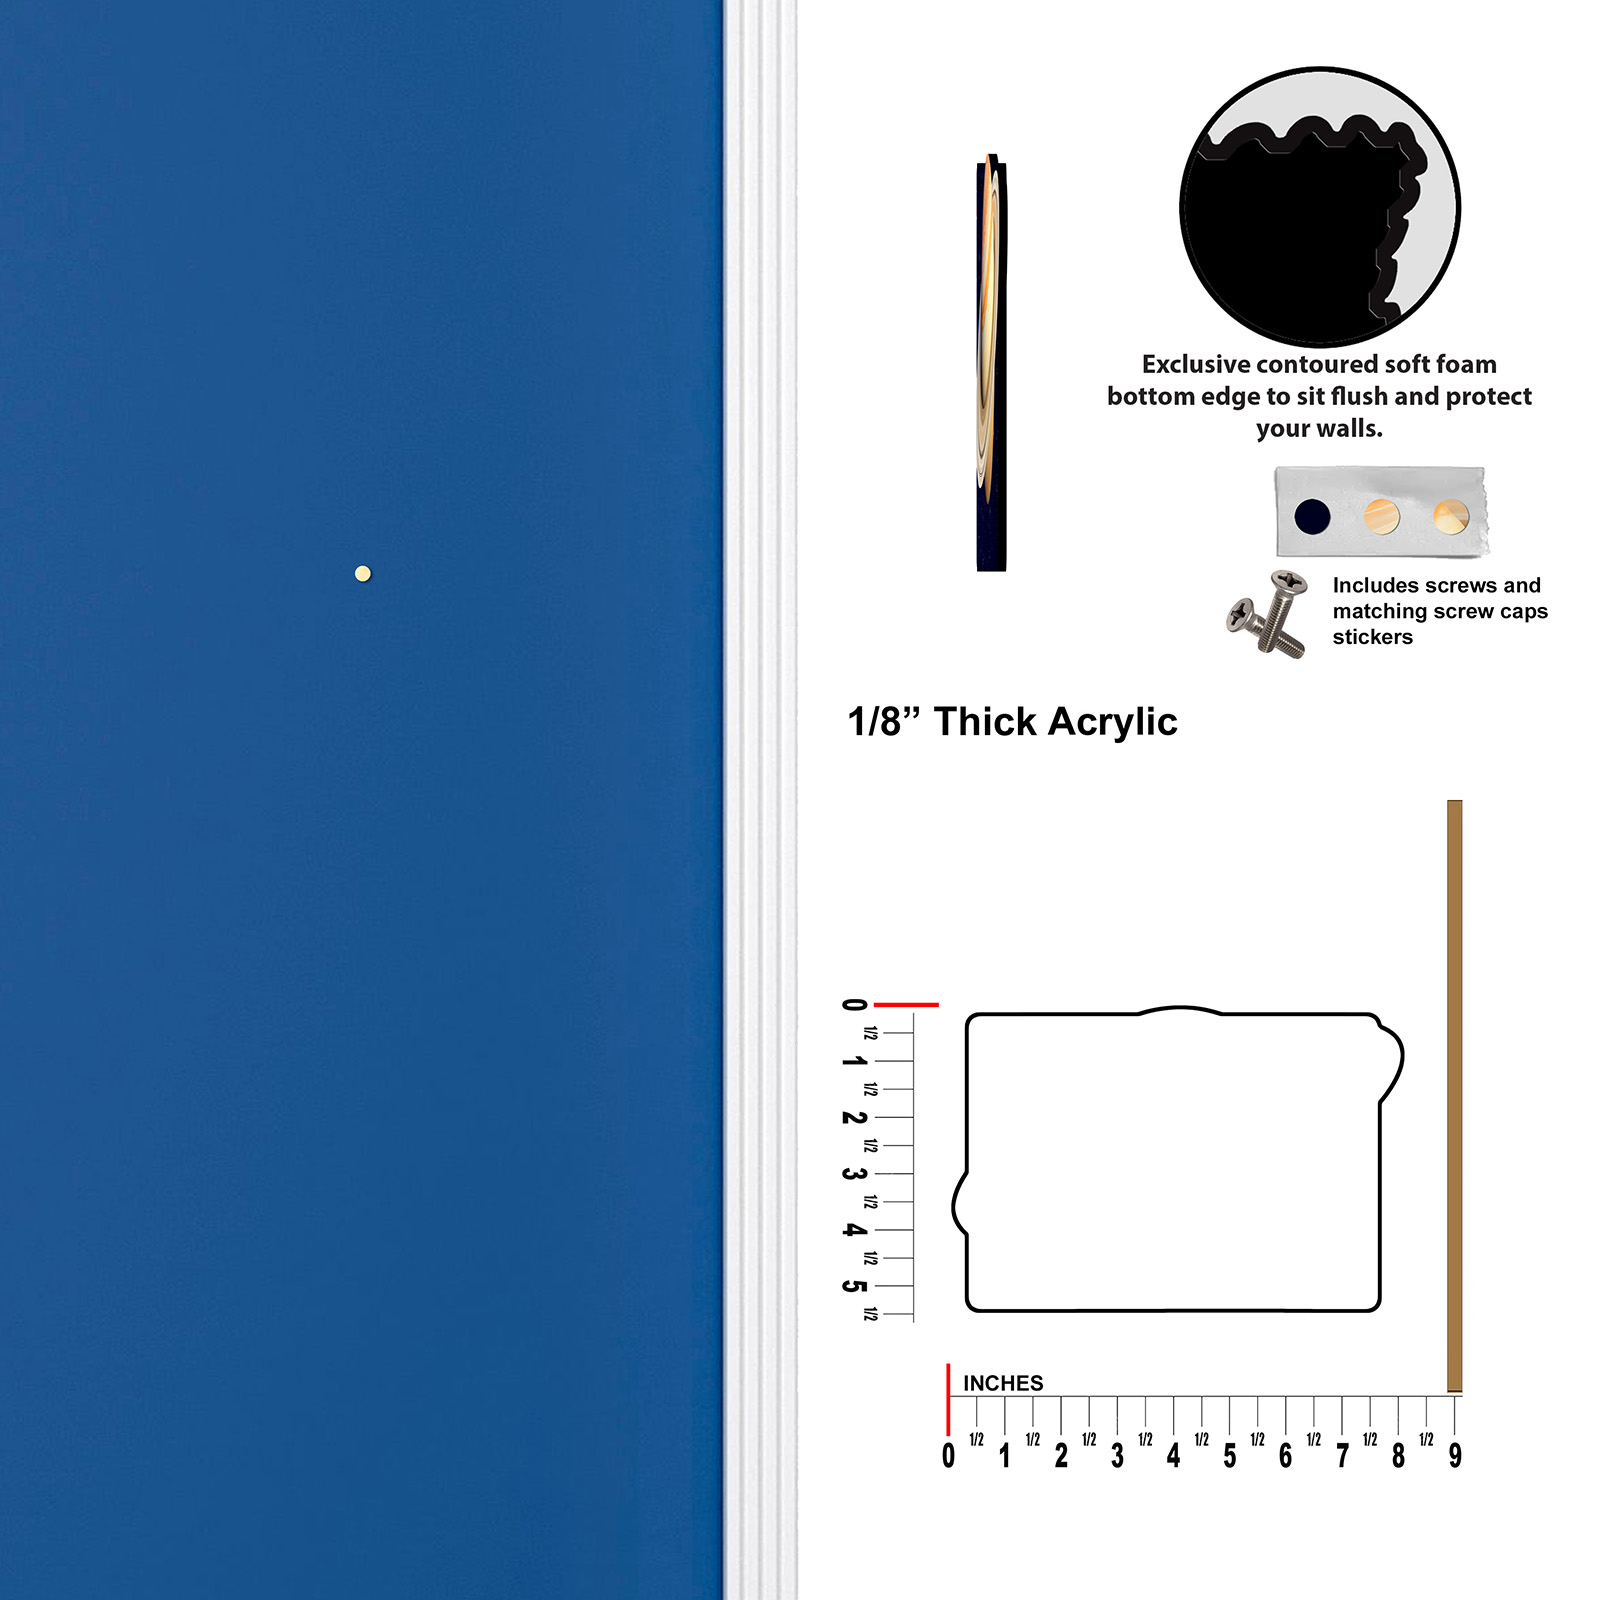 Exclusive contoured soft foam
bottom edge to sit flush and protect
your walls.
Includes screws and
matching screw caps
stickers
1/8” Thick Acrylic
0
1/2
1
1/2
2
1/2
3
1/2
4
1/2
5
1/2
INCHES
0 1/2 1 1/2 2 1/2 3 1/2 4 1/2 5 1/2 6 1/2 7 1/2 8 1/2 9